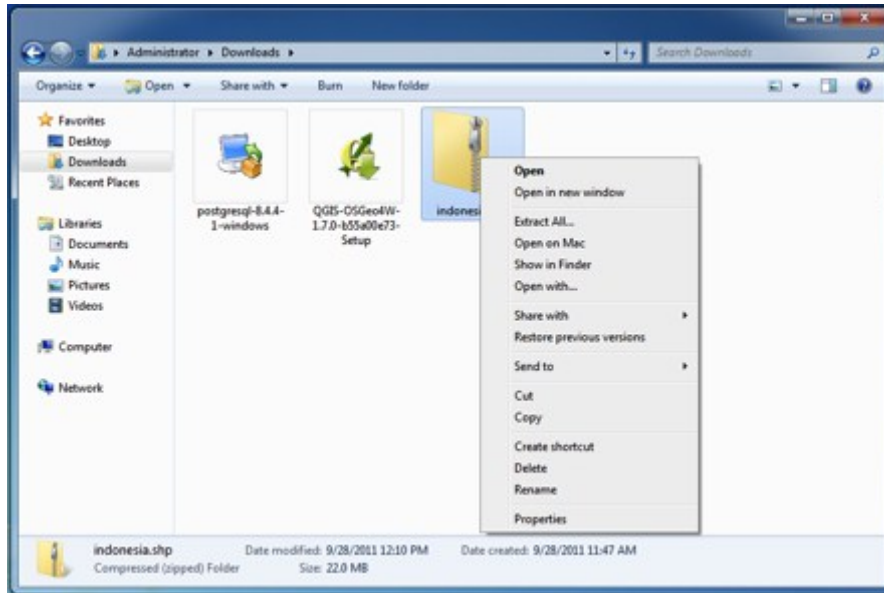 Administrator
Downloads
Search Downloads
Organize
Open
Share with
Burn
New folder
Favorites
Desktop
Downloads
Recent Places
Libraries
Documents
Music
Pictures
Videos
Computer
Network
postgresql-8.4.4-
1-windows
QGIS-OSGeo4W-
1.7.0-b55a00e73-
Setup
Open
Open in new window
Extract All...
Open on Mac
Show in Finder
Open with...
Share with
Restore previous versions
Send to
Cut
Copy
Create shortcut
Delete
Rename
Properties
indonesia.shp
Date modified: 9/28/2011 12:10 PM
Date created: 9/28/2011 11:47 AM
Compressed (zipped) Folder
Size: 22.0 MB